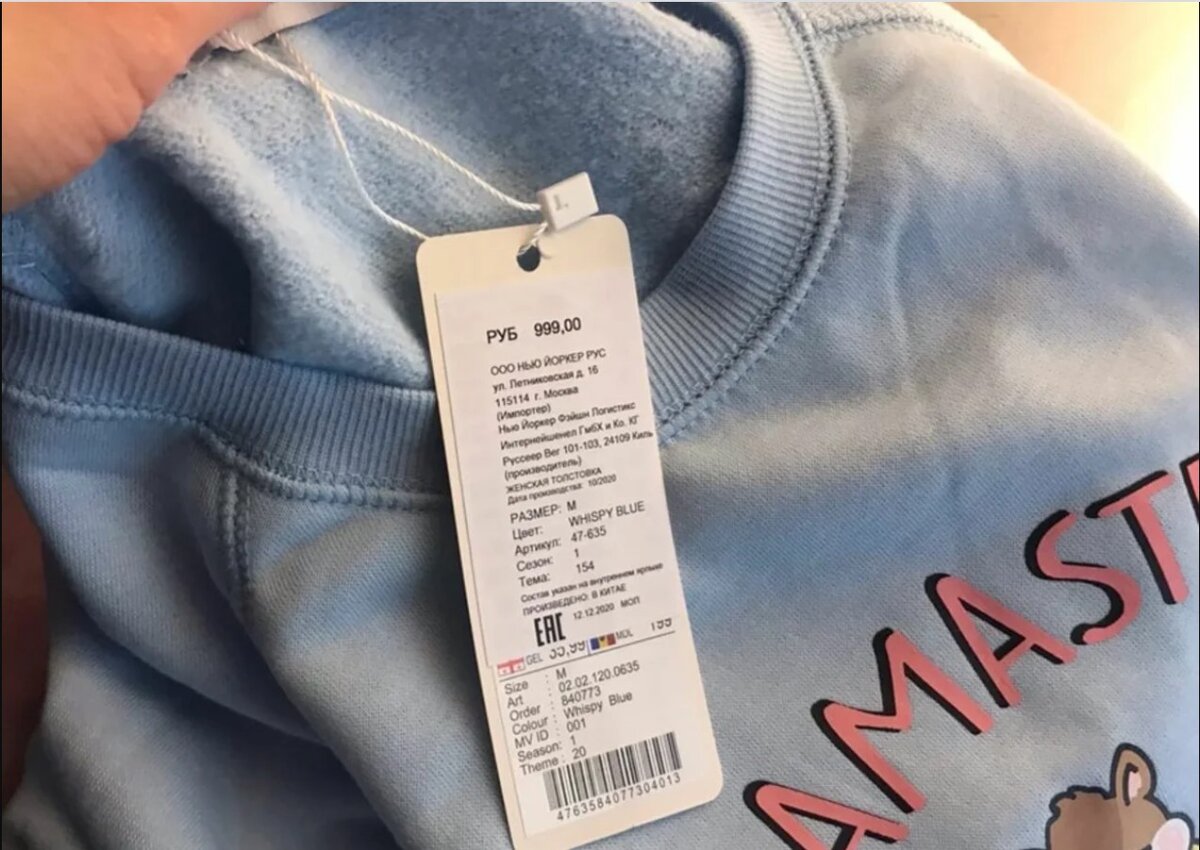 РУБ 999,00
ООО НЬЮ ЙОРКЕР РУС
ул. Летниковская д. 16
115114 г. Москва
(Импортер)
Нью Йоркер Фэйшн Логистикс
Интернейшенел ГмбХ и Ко. КГ
Руссеер Вег 101-103, 24109 Киль
(производитель)
ЖЕНСКАЯ ТОЛСТОВКА
Дата производства: 10/2020
РАЗМЕР: M
Цвет: WHISPY BLUE
Артикул: 47-635
Сезон: 1
Тема: 154
Состав указан на внутреннем ярлыке
ПРОИЗВЕДЕНО: В КИТАЕ
EAC 12.12.2020 МОП
GEL 35,99 MDL 199
Size : M
Art : 02.02.120.0635
Order : 840773
Colour : Whispy Blue
MV ID : 001
Season: 1
Theme : 20
4763584077304013
AMAST